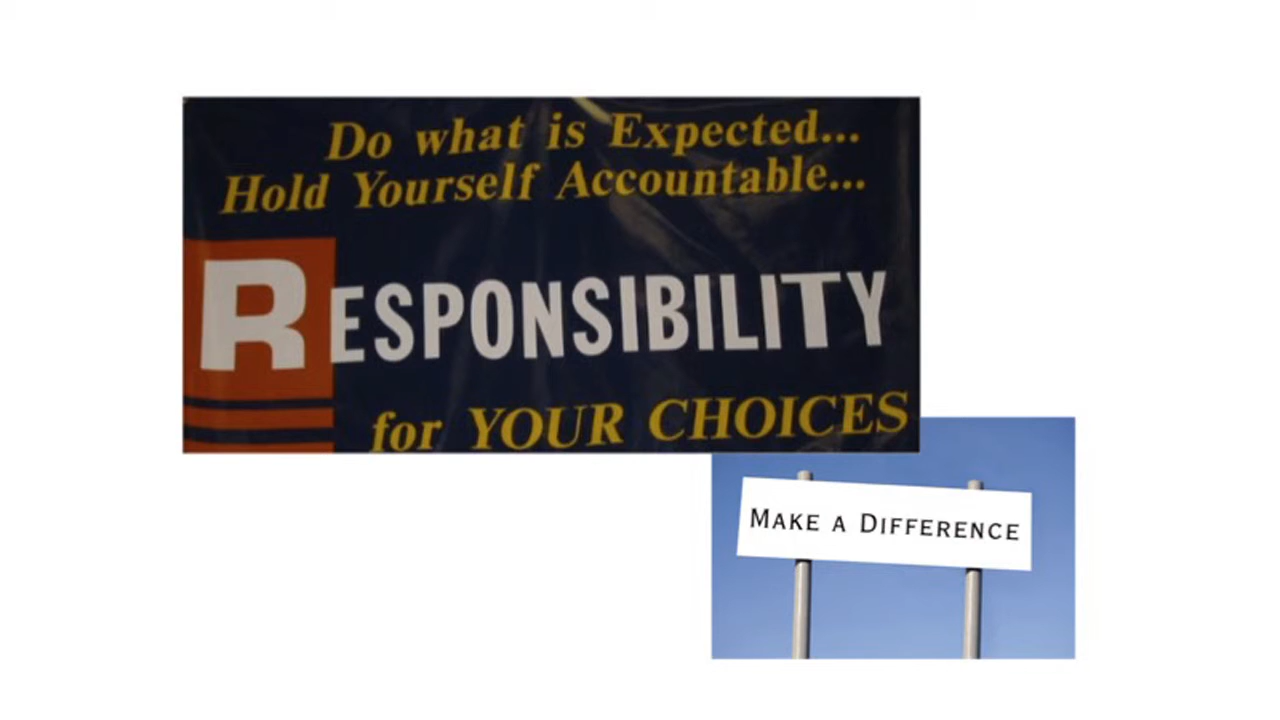 Do what is Expected...
Hold Yourself Accountable...
RESPONSIBILITY
for YOUR CHOICES
MAKE A DIFFERENCE